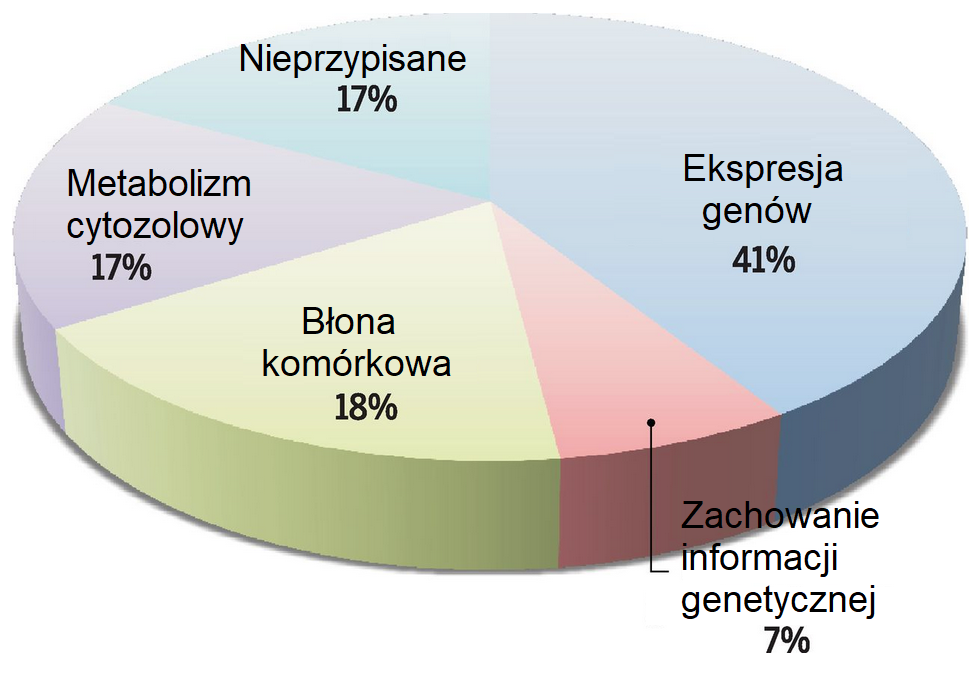 Nieprzypisane
17%
Ekspresja
genów
41%
Metabolizm
cytozolowy
17%
Błona
komórkowa
18%
Zachowanie
informacji
genetycznej
7%